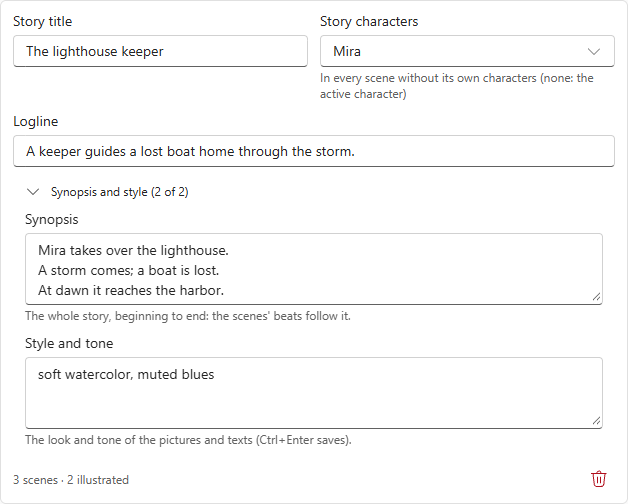 Story title
Story characters
The lighthouse keeper
Mira
In every scene without its own characters (none: the
active character)
Logline
A keeper guides a lost boat home through the storm.
Synopsis and style (2 of 2)
Synopsis
Mira takes over the lighthouse.
A storm comes; a boat is lost.
At dawn it reaches the harbor.
The whole story, beginning to end: the scenes' beats follow it.
Style and tone
soft watercolor, muted blues
The look and tone of the pictures and texts (Ctrl+Enter saves).
3 scenes · 2 illustrated